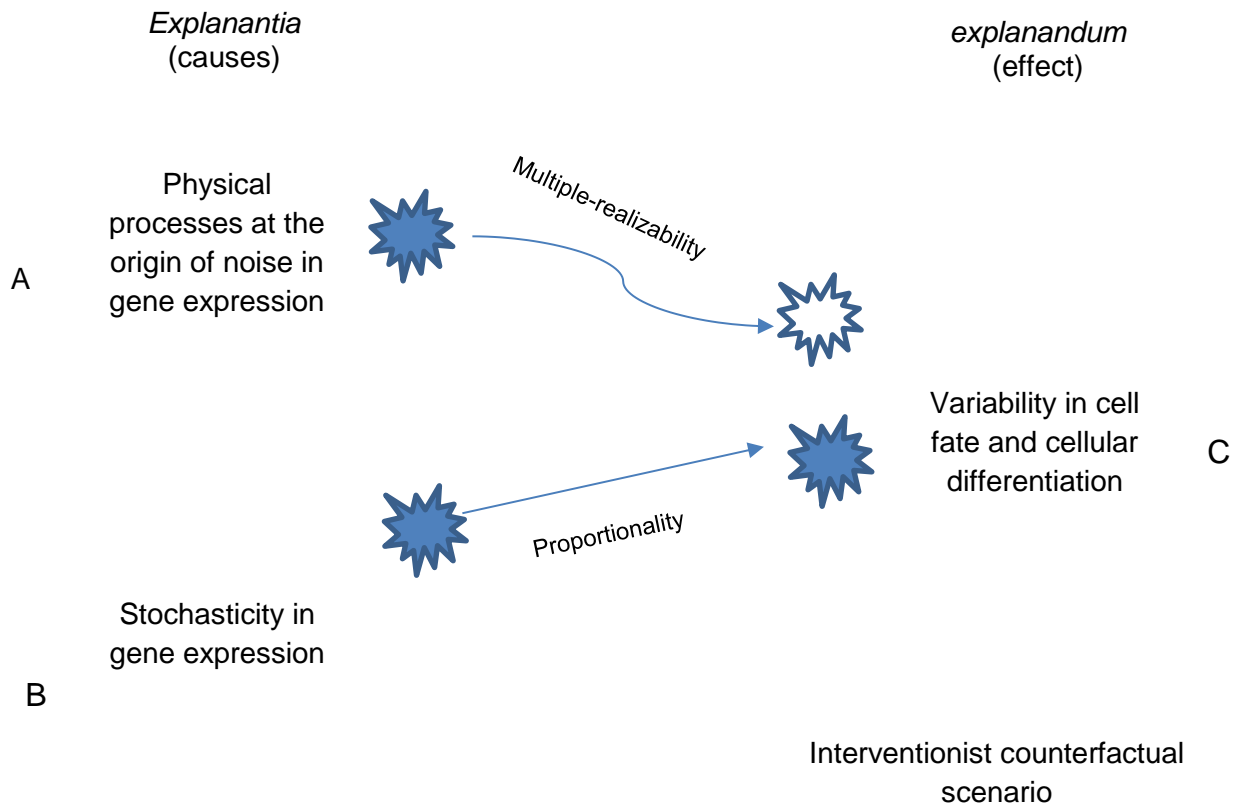 Explanantia
(causes)
explanandum
(effect)
Multiple-realizability
Physical
processes at the
origin of noise in
gene expression
A
Variability in cell
fate and cellular
differentiation
C
Proportionality
Stochasticity in
gene expression
B
Interventionist counterfactual
scenario